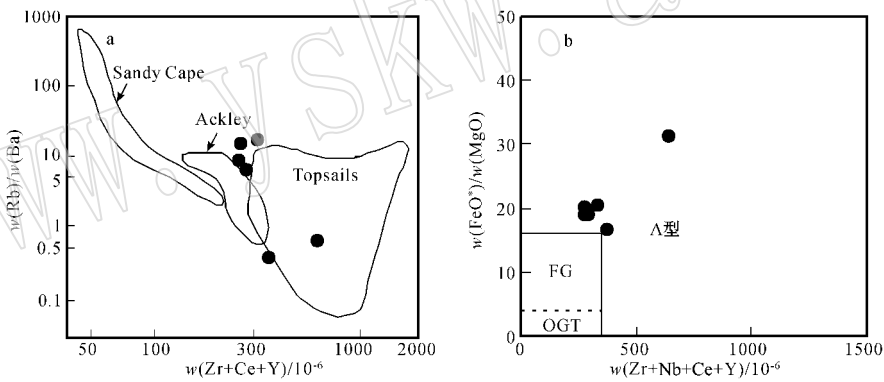 a
1000
100
10
5
1
0.5
0.1
w(Rb)/w(Ba)
Sandy Cape
Ackley
Topsails
50 100 300 1000 2000
w(Zr+Ce+Y)/10⁻⁶
b
50
40
30
20
10
0
w(FeO*)/w(MgO)
A型
FG
OGT
0 500 1000 1500
w(Zr+Nb+Ce+Y)/10⁻⁶